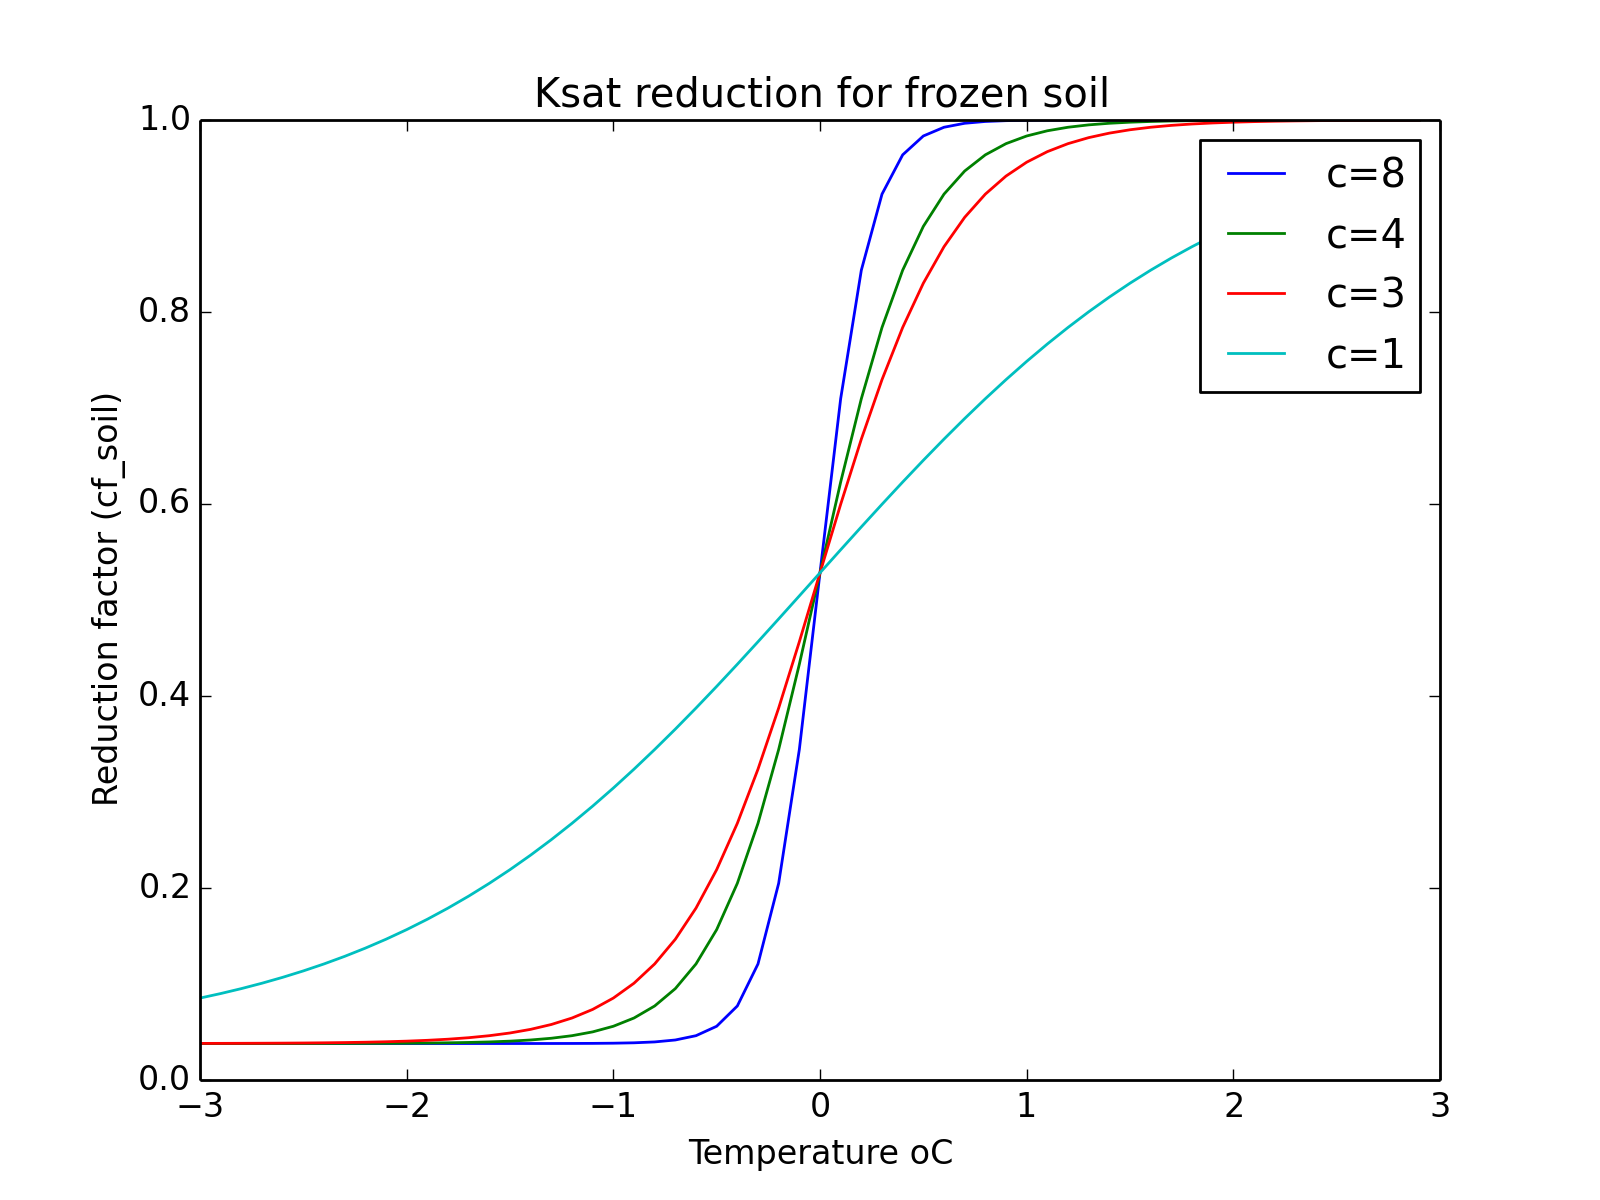 Ksat reduction for frozen soil
1.0
0.8
0.6
0.4
0.2
0.0
Reduction factor (cf_soil)
c=8
c=4
c=3
c=1
−3 −2 −1 0 1 2 3
Temperature oC